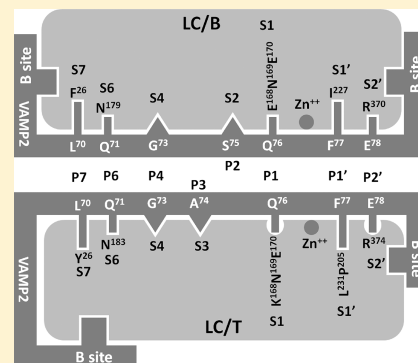 LC/B
S1
B site
B site
VAMP2
S7
F²⁶
S6
N¹⁷⁹
S4
S2
E¹⁶⁸N¹⁶⁹E¹⁷⁰
Zn⁺⁺
S1’
I²²⁷
S2’
R³⁷⁰
L⁷⁰ Q⁷¹ G⁷³ S⁷⁵ Q⁷⁶ F⁷⁷ E⁷⁸
P7 P6 P4 P3 P2 P1 P1’ P2’
L⁷⁰ Q⁷¹ G⁷³ A⁷⁴ Q⁷⁶ F⁷⁷ E⁷⁸
VAMP2
Y²⁶
S7
N¹⁸³
S6
S4
S3
K¹⁶⁸N¹⁶⁹E¹⁷⁰
S1
Zn⁺⁺
L²³¹P²⁰⁵
S1’
R³⁷⁴
S2’
B site
LC/T
B site